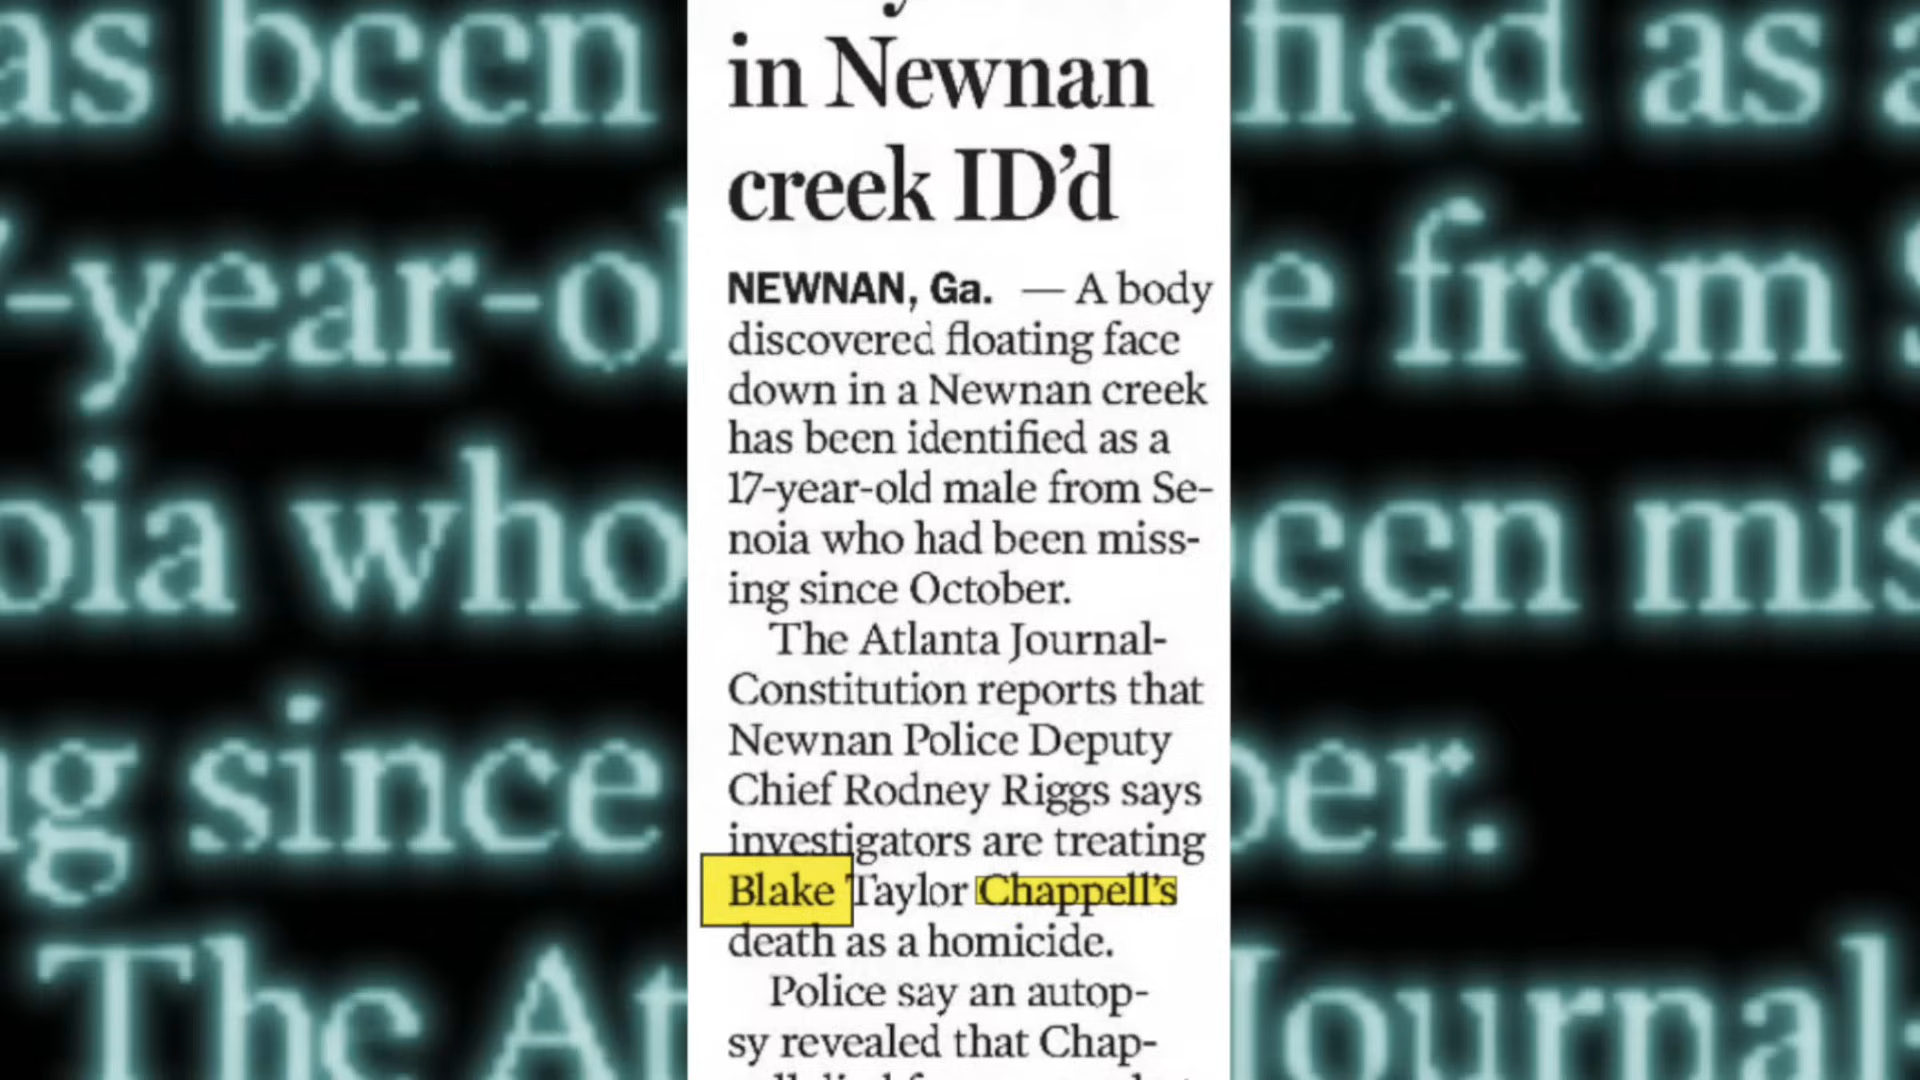 in Newnan
creek ID’d
NEWNAN, Ga. — A body
discovered floating face
down in a Newnan creek
has been identified as a
17-year-old male from Se-
noia who had been miss-
ing since October.
The Atlanta Journal-
Constitution reports that
Newnan Police Deputy
Chief Rodney Riggs says
investigators are treating
Blake Taylor Chappell’s
death as a homicide.
Police say an autop-
sy revealed that Chap-